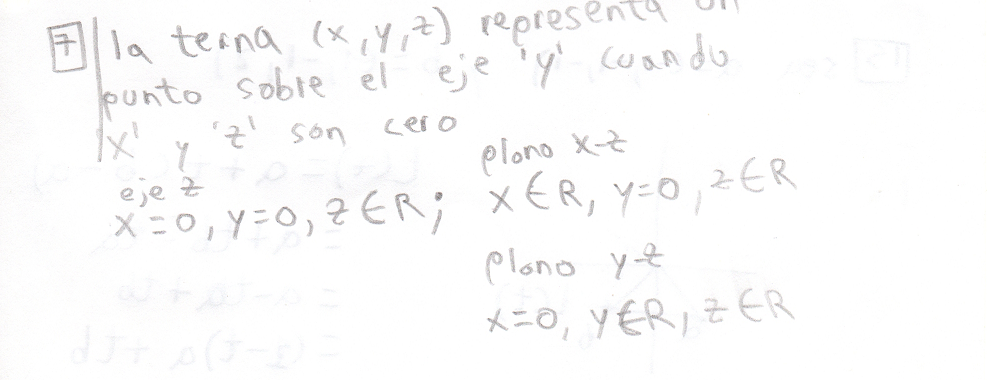 7 la terna (x,y,z) representa un
punto sobre el eje 'y' cuando
x' y 'z' son cero
eje z
x=0, y=0, z∈R;
plano x-z
x∈R, y=0, z∈R
plano y-z
x=0, y∈R, z∈R